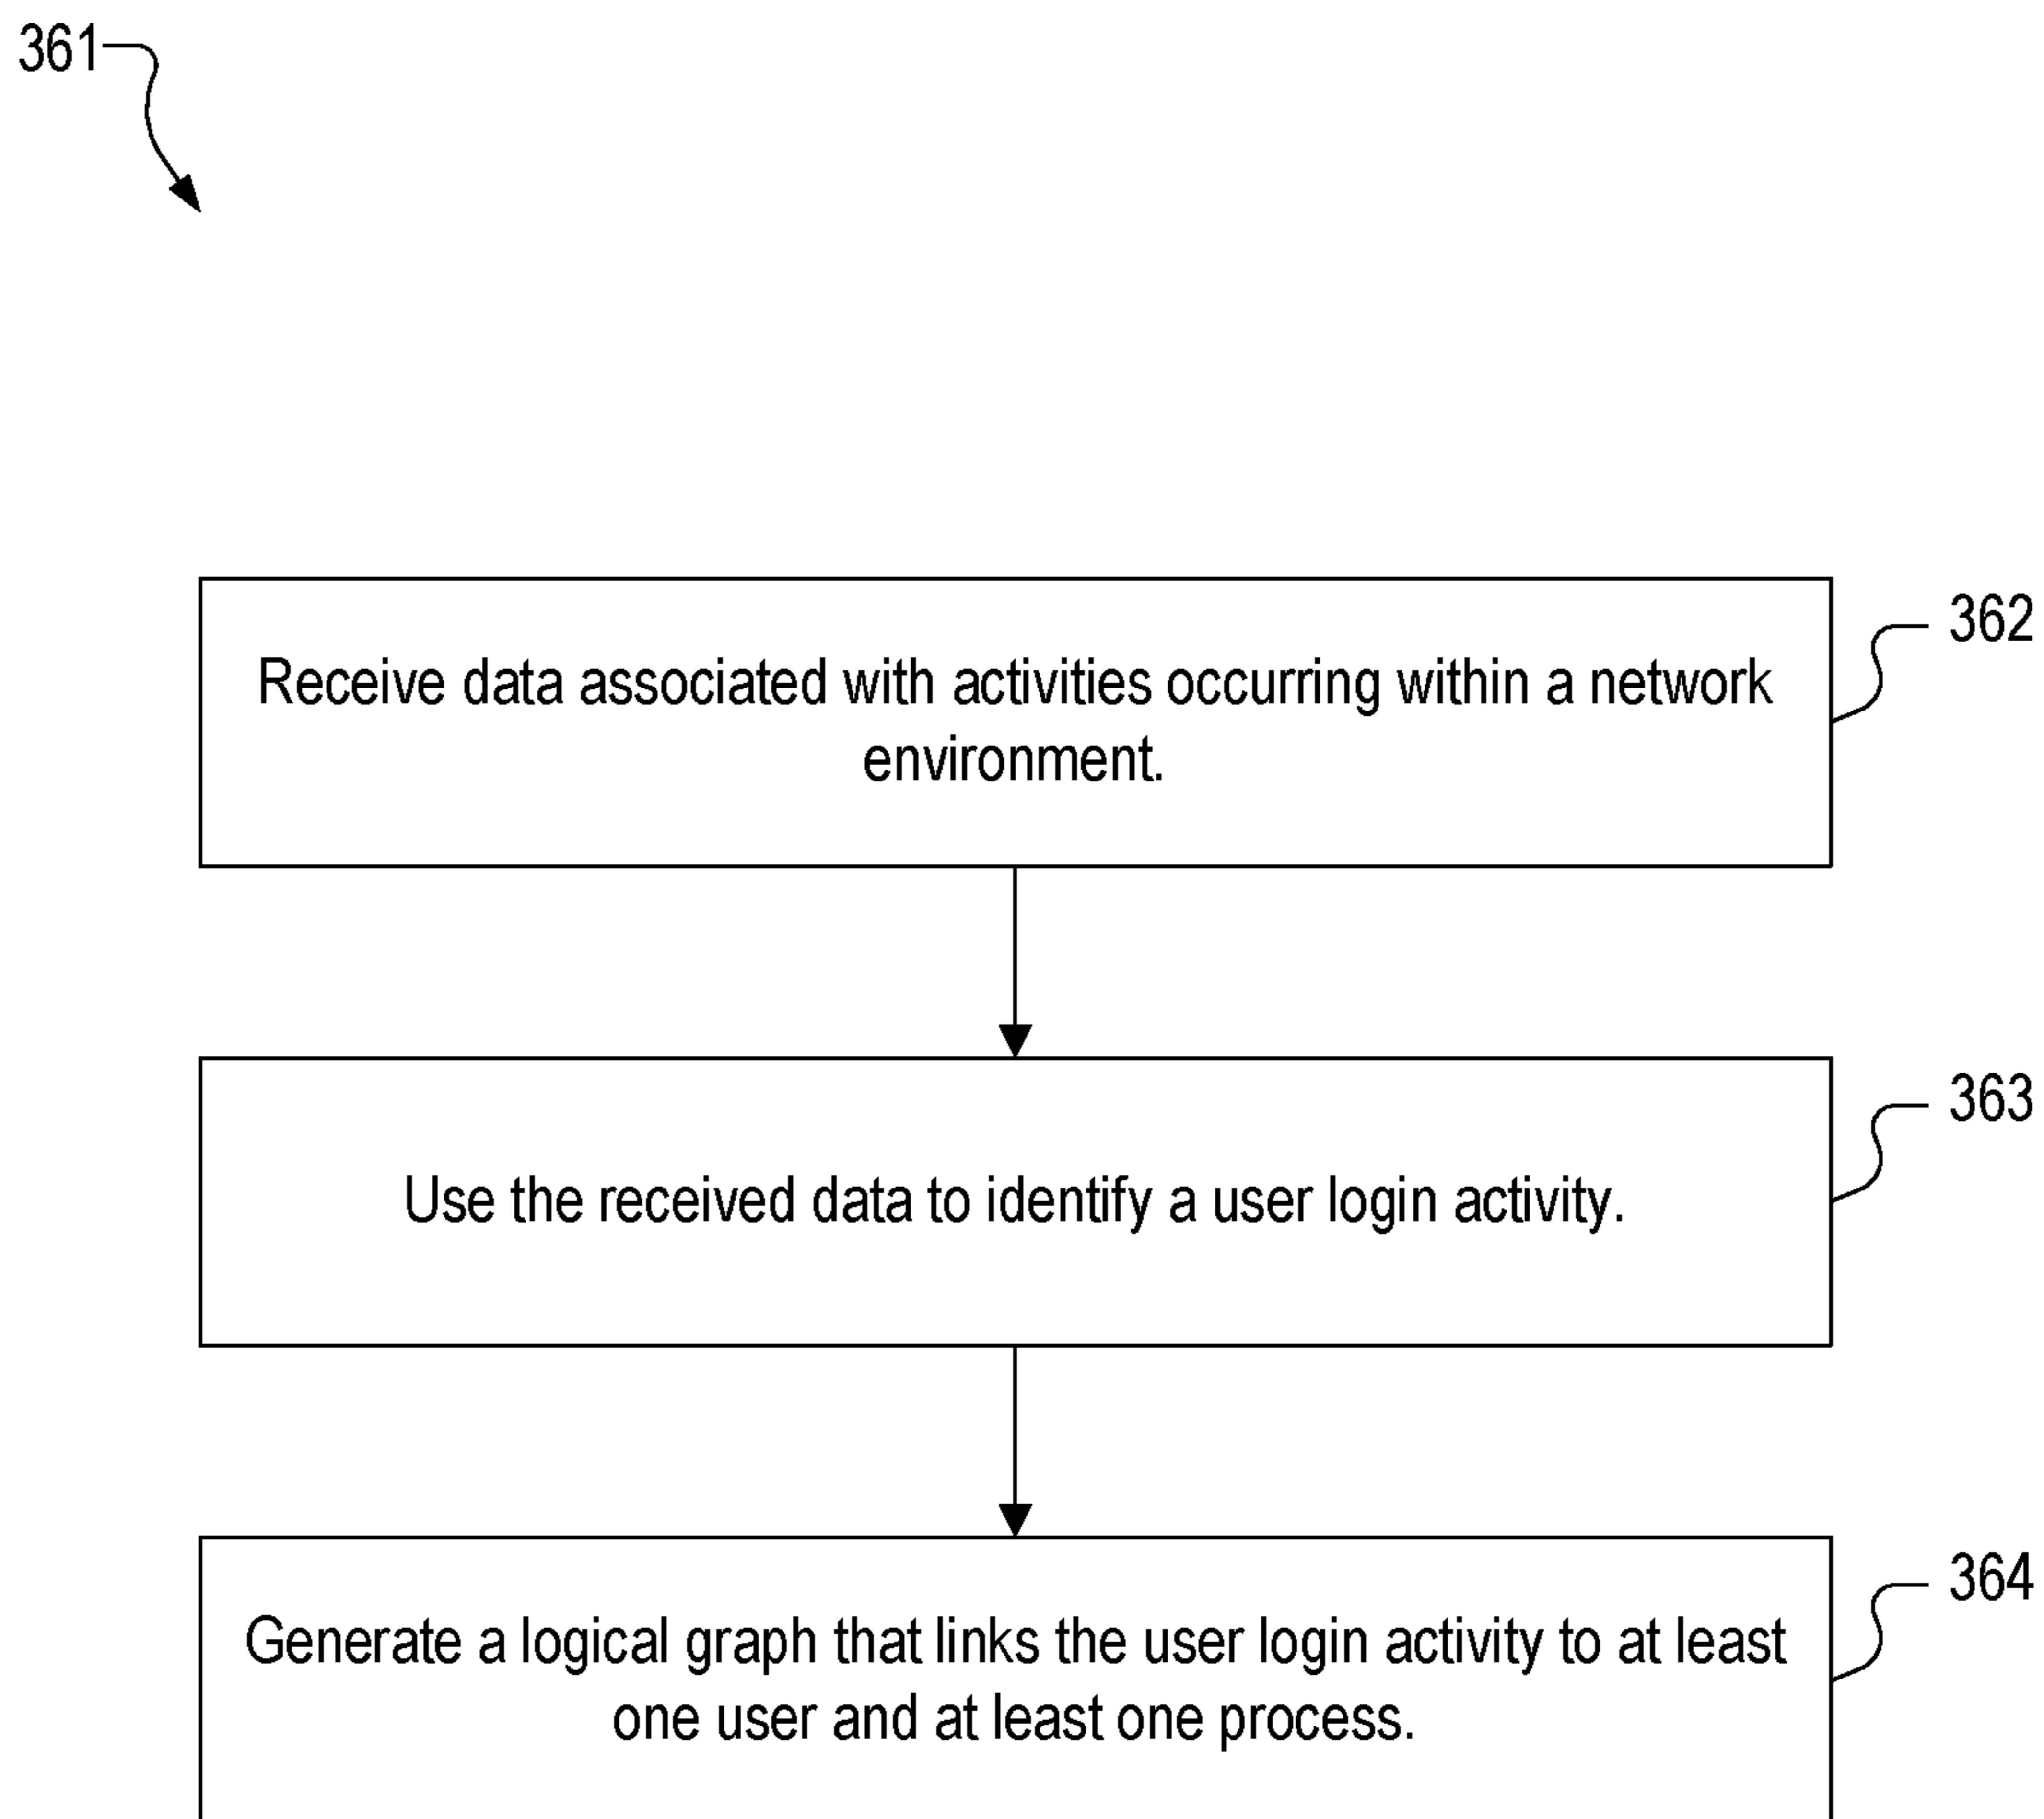 361
362
Receive data associated with activities occurring within a network
environment.
363
Use the received data to identify a user login activity.
364
Generate a logical graph that links the user login activity to at least
one user and at least one process.